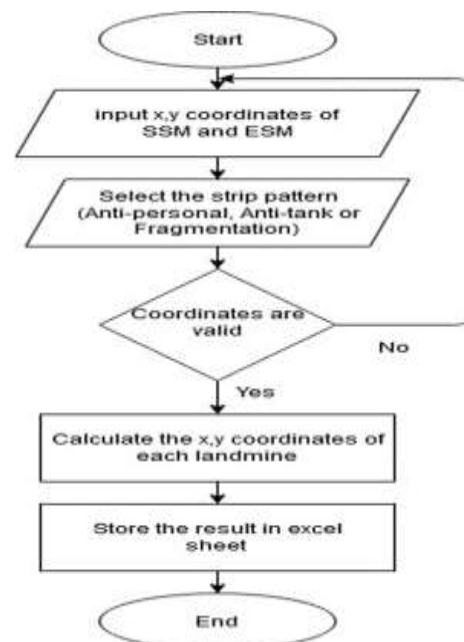 Start
input x,y coordinates of
SSM and ESM
Select the strip pattern
(Anti-personal, Anti-tank or
Fragmentation)
Coordinates are
valid
No
Yes
Calculate the x,y coordinates of
each landmine
Store the result in excel
sheet
End